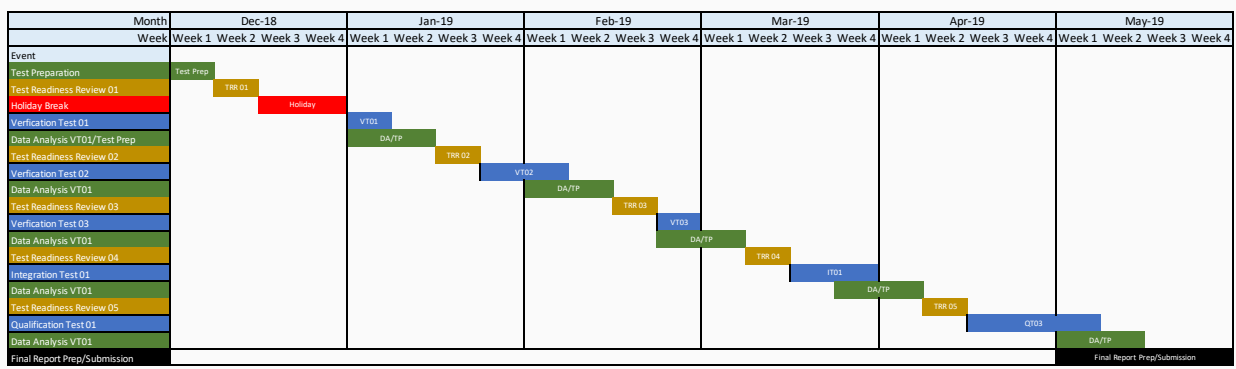 Month Dec-18 Jan-19 Feb-19 Mar-19 Apr-19 May-19
Week Week 1 Week 2 Week 3 Week 4 Week 1 Week 2 Week 3 Week 4 Week 1 Week 2 Week 3 Week 4 Week 1 Week 2 Week 3 Week 4 Week 1 Week 2 Week 3 Week 4 Week 1 Week 2 Week 3 Week 4
Event
Test Preparation Test Prep
Test Readiness Review 01 TRR 01
Holiday Break Holiday
Verfication Test 01 VT01
Data Analysis VT01/Test Prep DA/TP
Test Readiness Review 02 TRR 02
Verfication Test 02 VT02
Data Analysis VT01 DA/TP
Test Readiness Review 03 TRR 03
Verfication Test 03 VT03
Data Analysis VT01 DA/TP
Test Readiness Review 04 TRR 04
Integration Test 01 IT01
Data Analysis VT01 DA/TP
Test Readiness Review 05 TRR 05
Qualification Test 01 QT03
Data Analysis VT01 DA/TP
Final Report Prep/Submission Final Report Prep/Submission